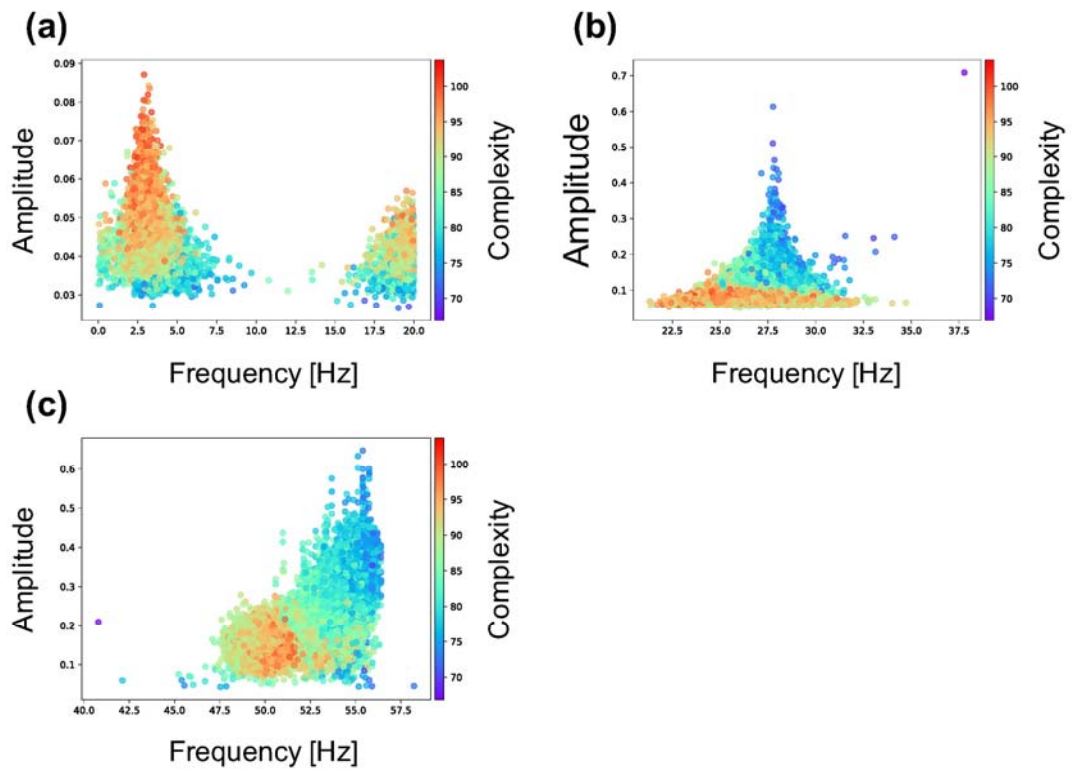 (a)
0.09
0.08
0.07
0.06
0.05
0.04
0.03
Amplitude
0.0 2.5 5.0 7.5 10.0 12.5 15.0 17.5 20.0
Frequency [Hz]
100
95
90
85
80
75
70
Complexity
(b)
0.7
0.6
0.5
0.4
0.3
0.2
0.1
Amplitude
22.5 25.0 27.5 30.0 32.5 35.0 37.5
Frequency [Hz]
100
95
90
85
80
75
70
Complexity
(c)
0.6
0.5
0.4
0.3
0.2
0.1
Amplitude
40.0 42.5 45.0 47.5 50.0 52.5 55.0 57.5
Frequency [Hz]
100
95
90
85
80
75
70
Complexity